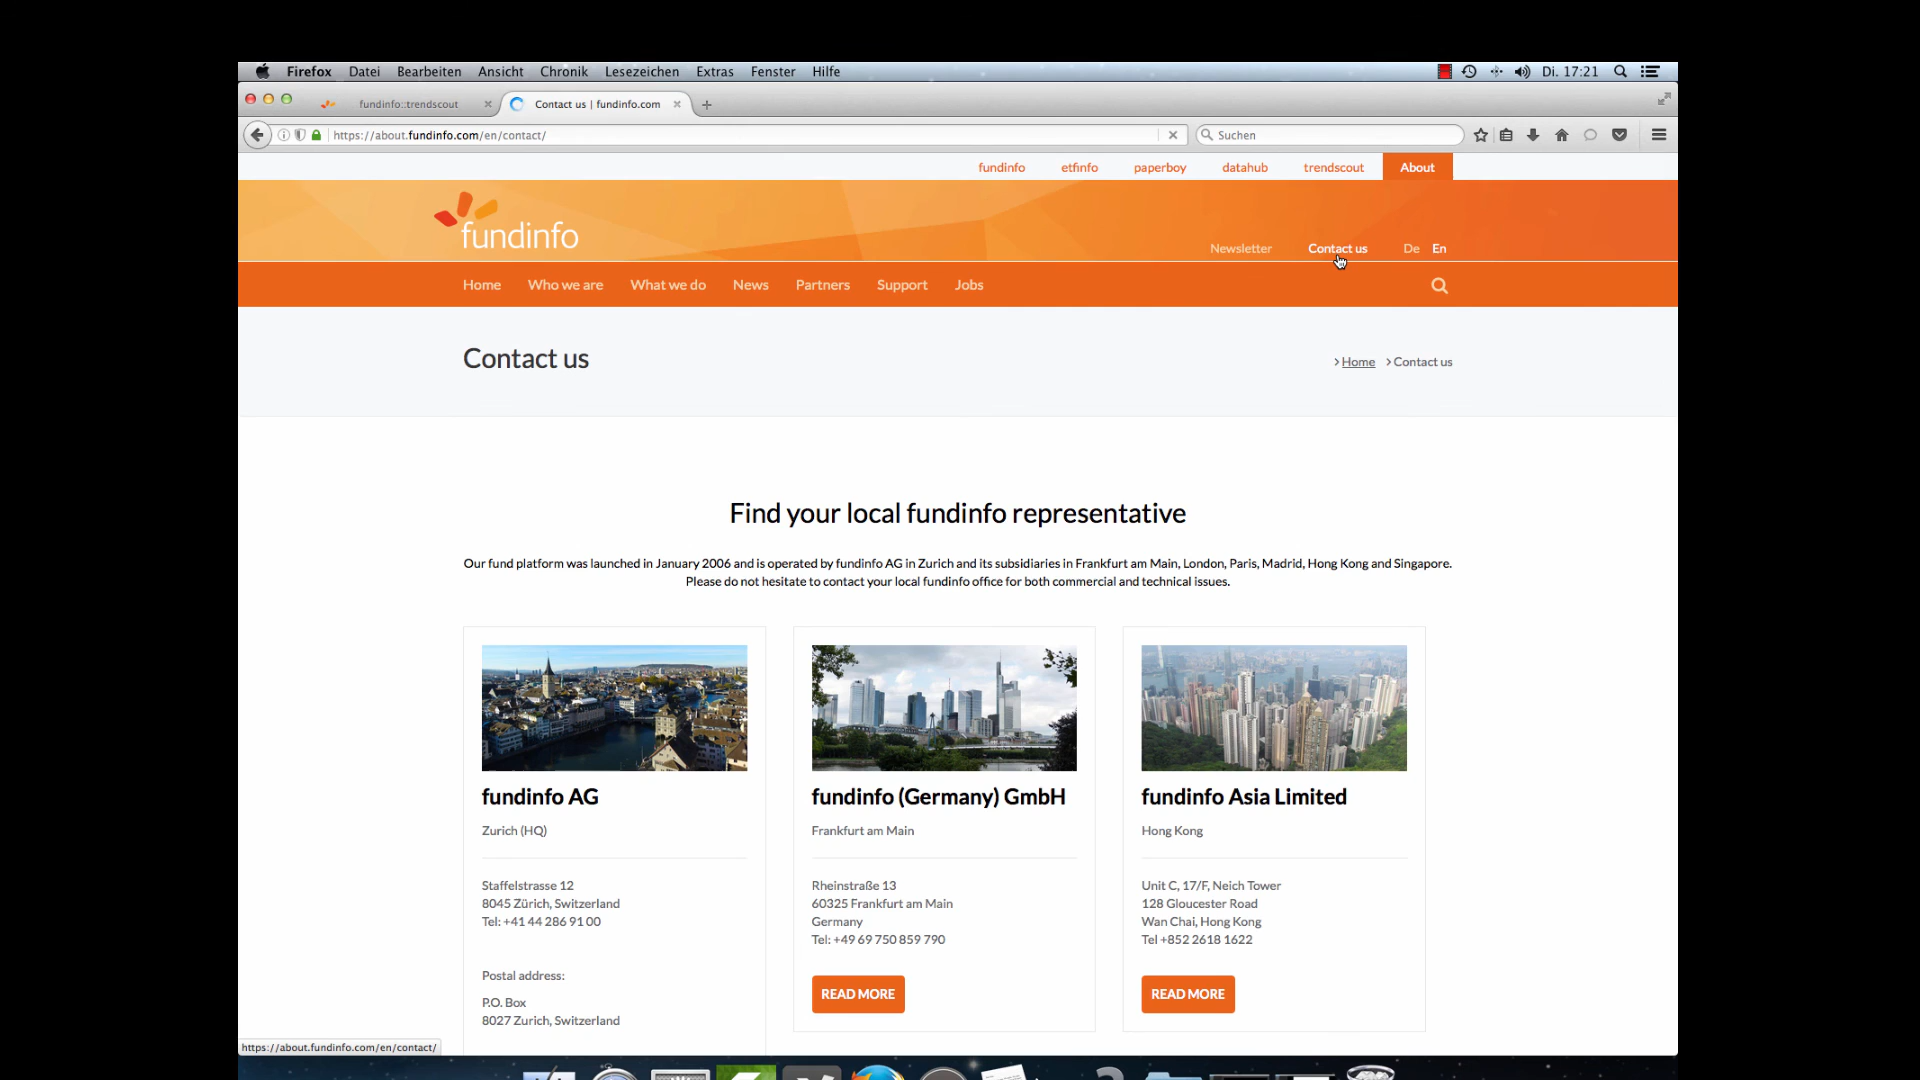 Firefox Datei Bearbeiten Ansicht Chronik Lesezeichen Extras Fenster Hilfe Di. 17:21
fundinfo::trendscout Contact us | fundinfo.com
https://about.fundinfo.com/en/contact/ Suchen
fundinfo etfinfo paperboy datahub trendscout About
fundinfo
Newsletter Contact us De En
Home Who we are What we do News Partners Support Jobs
Contact us
Home Contact us
Find your local fundinfo representative
Our fund platform was launched in January 2006 and is operated by fundinfo AG in Zurich and its subsidiaries in Frankfurt am Main, London, Paris, Madrid, Hong Kong and Singapore.
Please do not hesitate to contact your local fundinfo office for both commercial and technical issues.
fundinfo AG
Zurich (HQ)
Staffelstrasse 12
8045 Zürich, Switzerland
Tel: +41 44 286 91 00
Postal address:
P.O. Box
8027 Zurich, Switzerland
fundinfo (Germany) GmbH
Frankfurt am Main
Rheinstraße 13
60325 Frankfurt am Main
Germany
Tel: +49 69 750 859 790
READ MORE
fundinfo Asia Limited
Hong Kong
Unit C, 17/F, Neich Tower
128 Gloucester Road
Wan Chai, Hong Kong
Tel +852 2618 1622
READ MORE
https://about.fundinfo.com/en/contact/